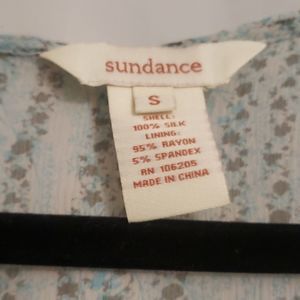 sundance
S
SHELL:
100% SILK
LINING:
95% RAYON
5% SPANDEX
RN 106205
MADE IN CHINA